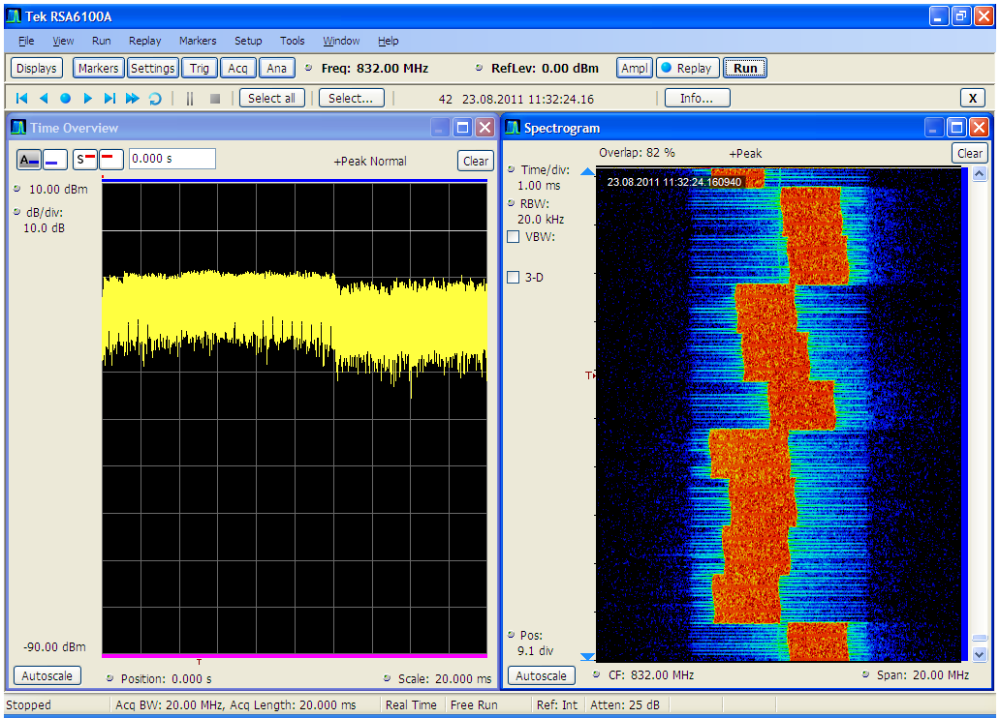 Tek RSA6100A
File View Run Replay Markers Setup Tools Window Help
Displays Markers Settings Trig Acq Ana Freq: 832.00 MHz RefLev: 0.00 dBm Ampl Replay Run
Select all Select... 42 23.08.2011 11:32:24.16 Info... X
Time Overview
A S 0.000 s +Peak Normal Clear
10.00 dBm
dB/div:
10.0 dB
-90.00 dBm
T
Autoscale Position: 0.000 s Scale: 20.000 ms
Spectrogram
Overlap: 82 % +Peak Clear
Time/div:
1.00 ms
23.08.2011 11:32:24.160940
RBW:
20.0 kHz
VBW:
3-D
T
Pos:
9.1 div
Autoscale CF: 832.00 MHz Span: 20.00 MHz
Stopped Acq BW: 20.00 MHz, Acq Length: 20.000 ms Real Time Free Run Ref: Int Atten: 25 dB